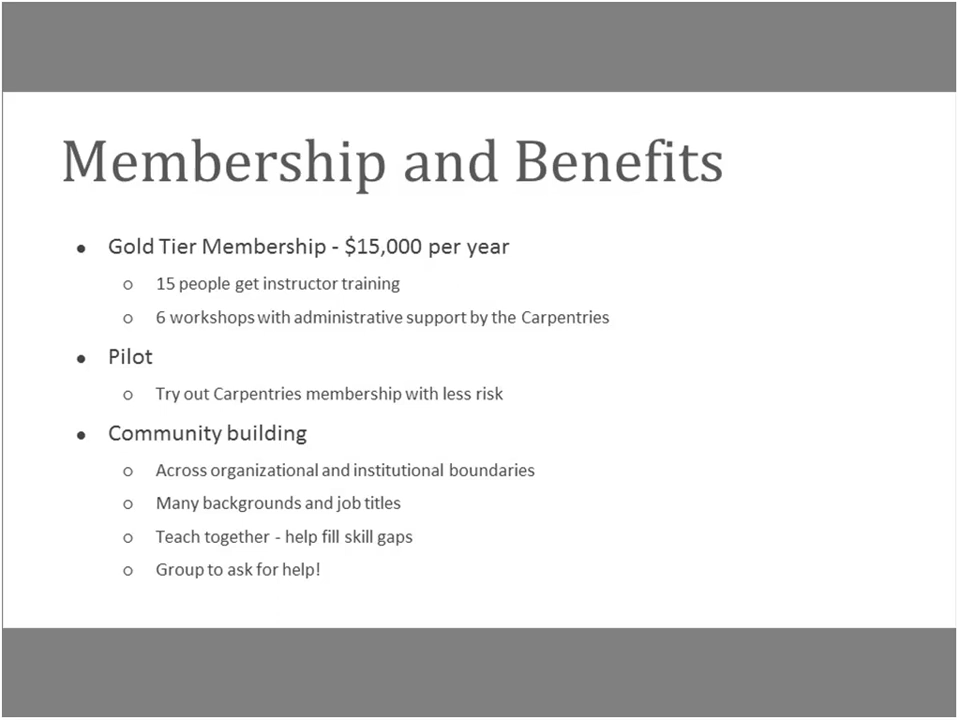 Membership and Benefits
● Gold Tier Membership - $15,000 per year
○ 15 people get instructor training
○ 6 workshops with administrative support by the Carpentries
● Pilot
○ Try out Carpentries membership with less risk
● Community building
○ Across organizational and institutional boundaries
○ Many backgrounds and job titles
○ Teach together - help fill skill gaps
○ Group to ask for help!